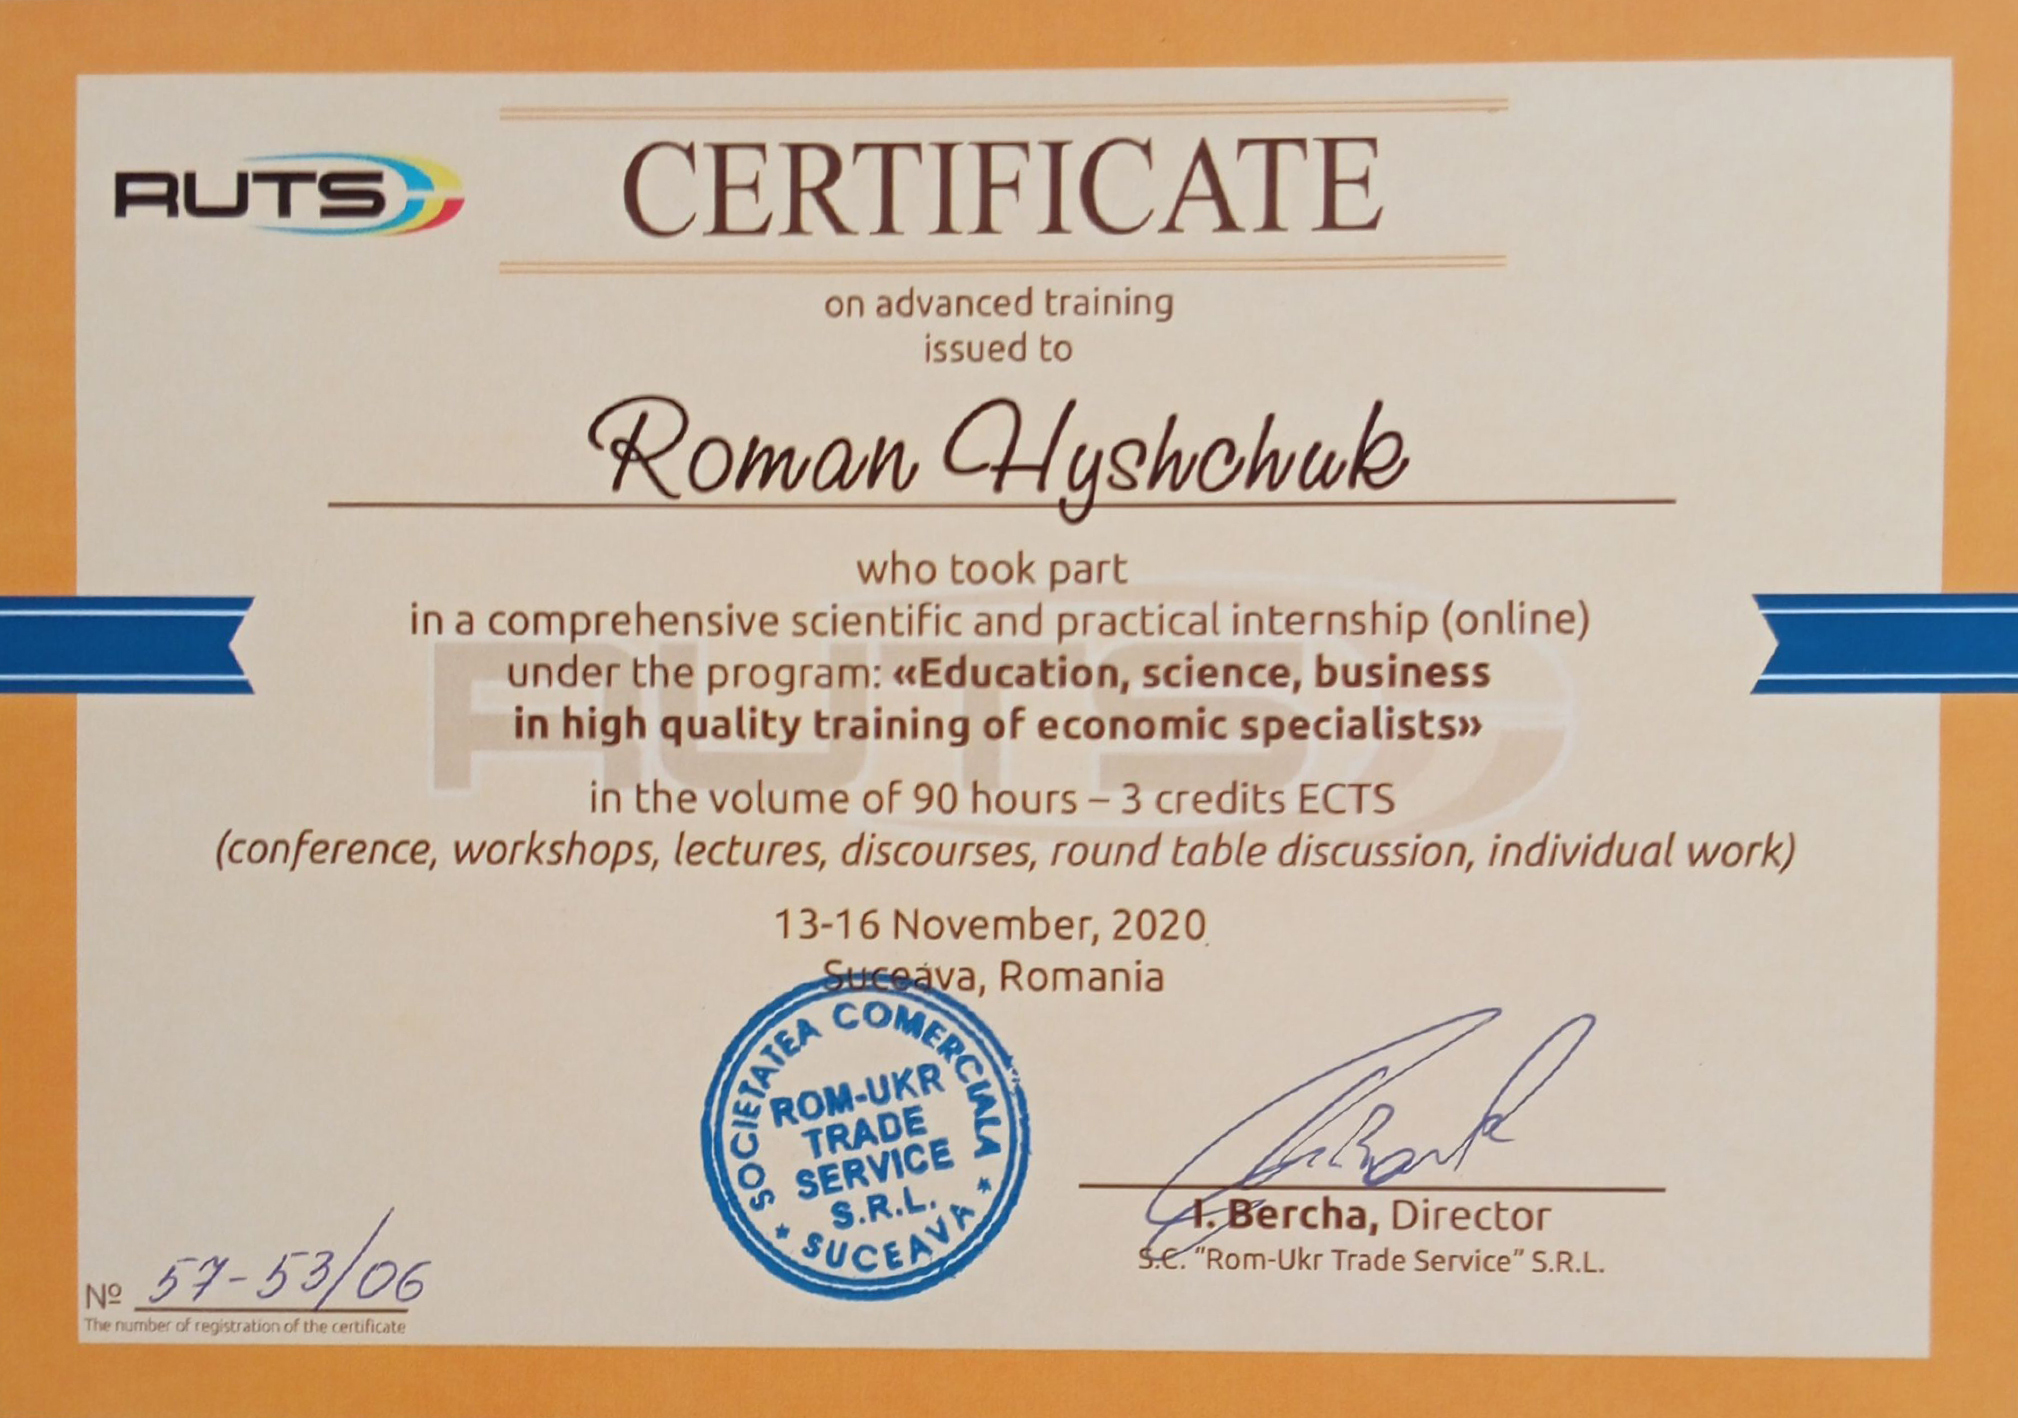 RUTS
CERTIFICATE
on advanced training
issued to
Roman Hyshchuk
who took part
in a comprehensive scientific and practical internship (online)
under the program: «Education, science, business
in high quality training of economic specialists»
in the volume of 90 hours – 3 credits ECTS
(conference, workshops, lectures, discourses, round table discussion, individual work)
13-16 November, 2020
Suceava, Romania
SOCIETATEA COMERCIALA
ROM-UKR
TRADE
SERVICE
S.R.L.
* SUCEAVA *
I. Bercha, Director
S.C. "Rom-Ukr Trade Service" S.R.L.
№ 57-53/06
The number of registration of the certificate